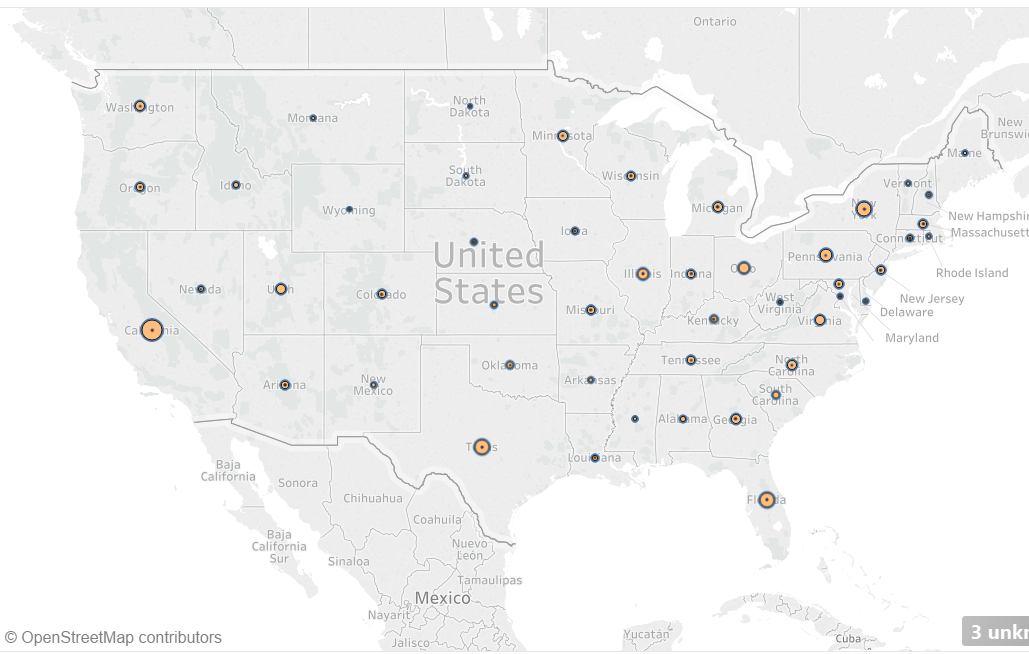 Ontario
Washington
Montana
North
Dakota
Minnesota
New
Brunswi
Maine
Oregon
Idaho
South
Dakota
Wisconsin
Vermont
Wyoming
Michigan
New
York
New Hampshir
Massachusett
Iowa
Connecticut
United
States
Pennsylvania
Rhode Island
Illinois
Indiana
Ohio
Nevada
Utah
Colorado
New Jersey
Delaware
West
Virginia
Missouri
Kentucky
Virginia
California
Maryland
Oklahoma
Tennessee
North
Carolina
Arizona
New
Mexico
Arkansas
South
Carolina
Alabama
Georgia
Texas
Louisiana
Baja
California
Sonora
Chihuahua
Florida
Coahuila
Baja
California
Sur
Nuevo
León
Sinaloa
Tamaulipas
Mexico
Nayarit
Jalisco
Yucatán
Cuba
© OpenStreetMap contributors
3 unkn